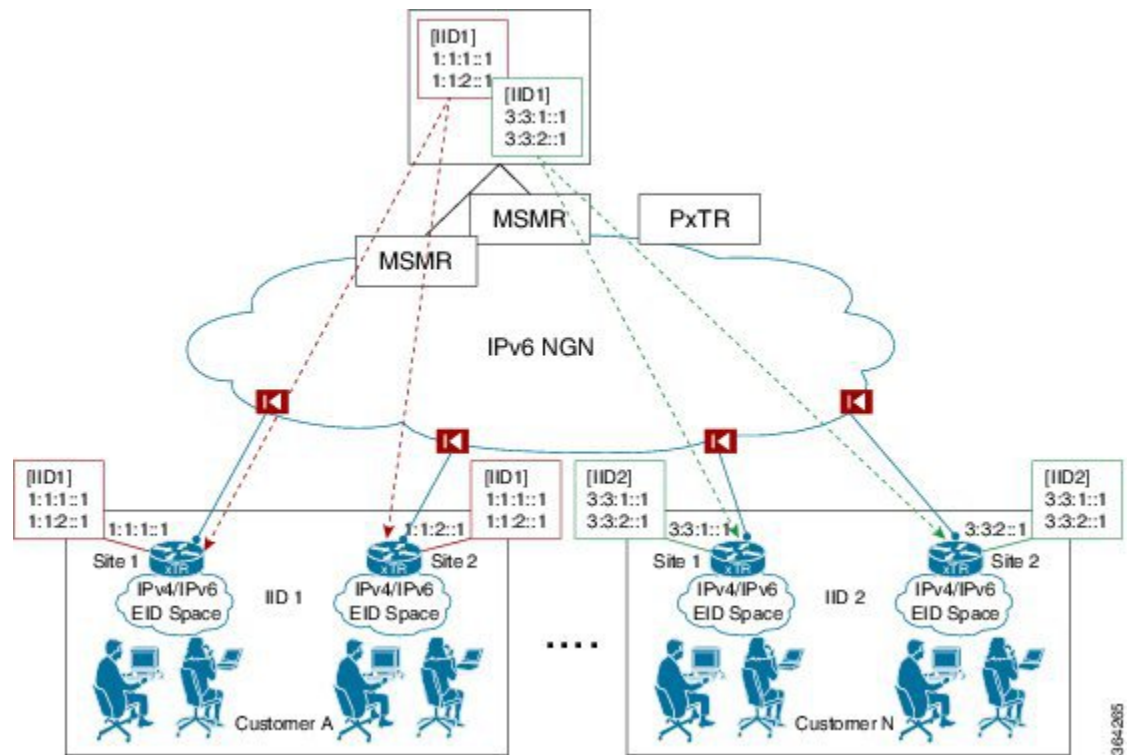 [IID1]
1:1:1::1
1:1:2::1
[IID1]
3:3:1::1
3:3:2::1
MSMR
PxTR
MSMR
IPv6 NGN
[IID1]
1:1:1::1
1:1:2::1
[IID1]
1:1:1::1
1:1:2::1
[IID2]
3:3:1::1
3:3:2::1
[IID2]
3:3:1::1
3:3:2::1
1:1:1::1
1:1:2::1
3:3:1::1
3:3:2::1
Site 1
xTR
xTR
Site 2
Site 1
xTR
xTR
Site 2
IPv4/IPv6
EID Space
IID 1
IPv4/IPv6
EID Space
IPv4/IPv6
EID Space
IID 2
IPv4/IPv6
EID Space
....
Customer A
Customer N
364265